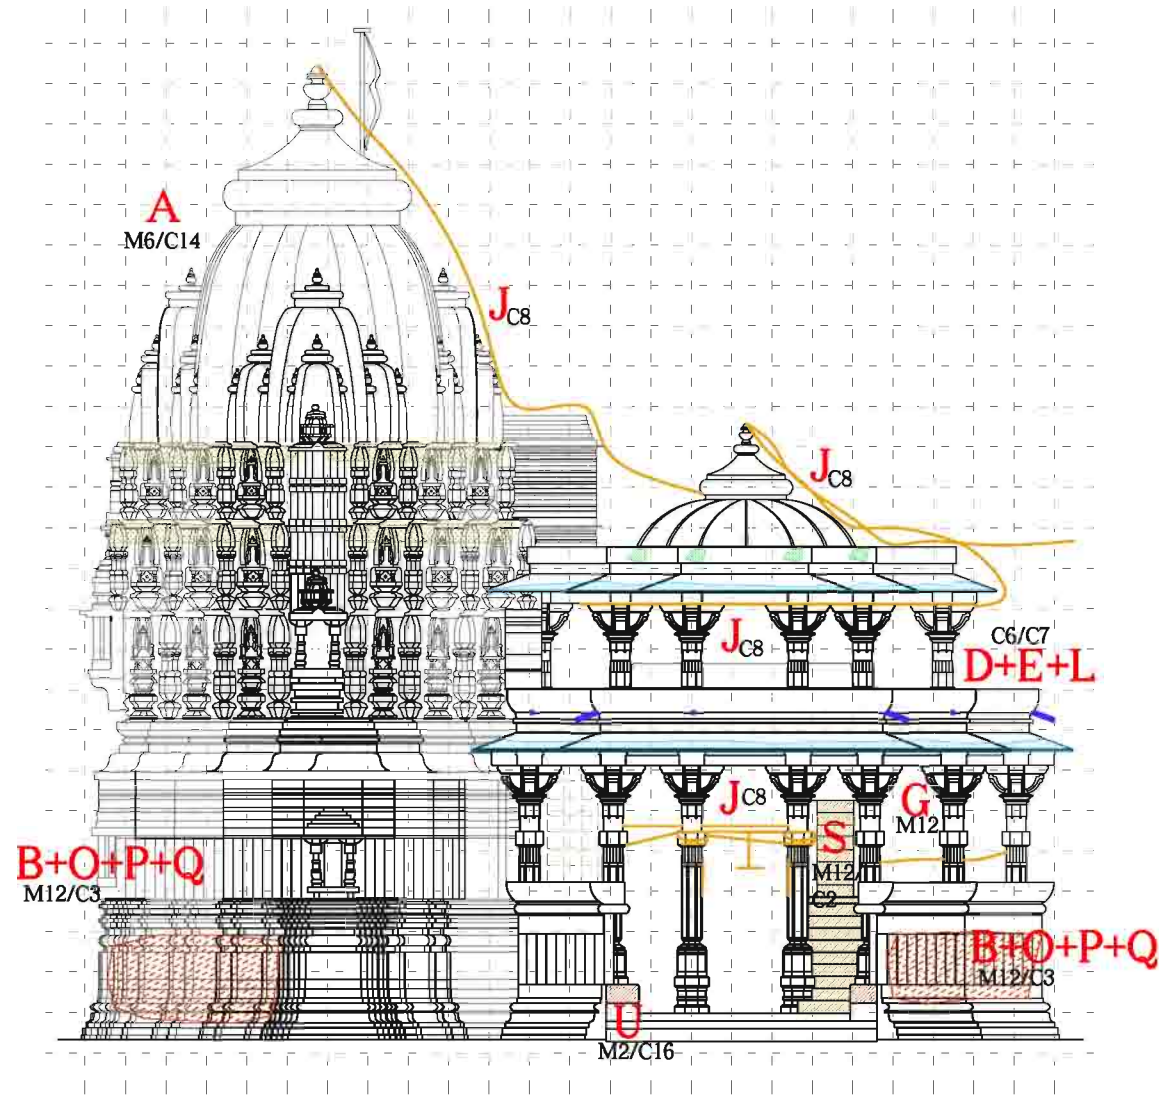 A
M6/C14
JC8
JC8
JC8
C6/C7
D+E+L
JC8
G
M12
S
M12/
C2
B+O+P+Q
M12/C3
B+O+P+Q
M12/C3
U
M2/C16